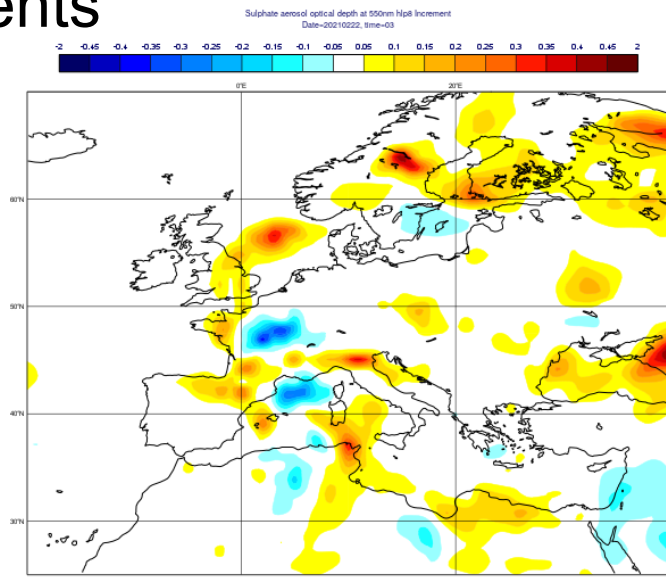 ents
Sulphate aerosol optical depth at 550nm hlp8 Increment
Date=20210222, time=03
-2 -0.45 -0.4 -0.35 -0.3 -0.25 -0.2 -0.15 -0.1 -0.05 0.05 0.1 0.15 0.2 0.25 0.3 0.35 0.4 0.45 2
0°E 20°E
60°N
50°N
40°N
30°N